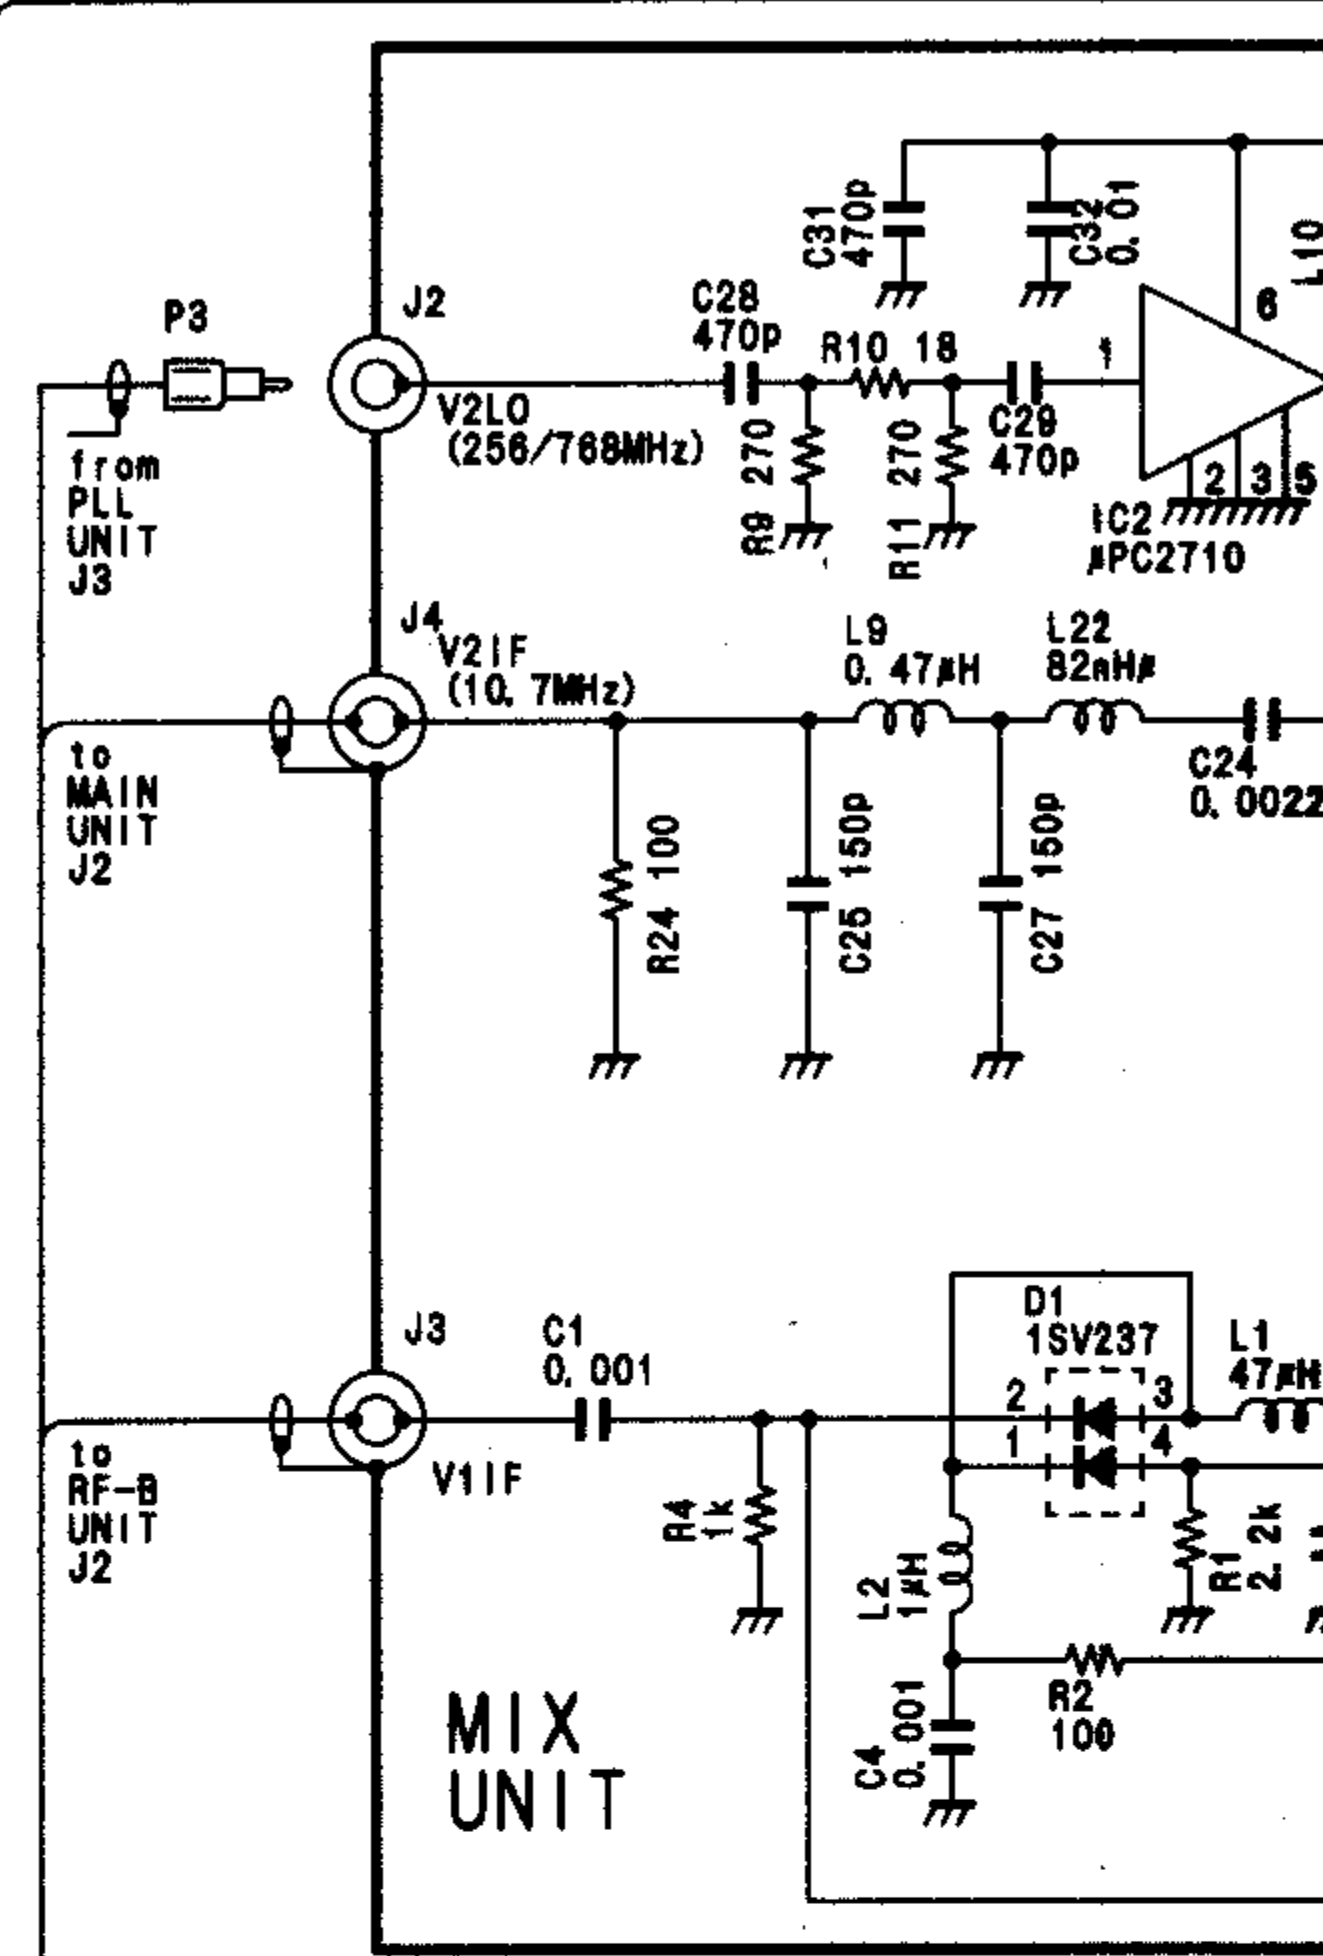 C31
470p
C32
0.01
L10
P3
J2
C28
470p
R10 18
1
6
V2LO
(256/768MHz)
R9 270
R11 270
C29
470p
2 3 5
IC2
μPC2710
from
PLL
UNIT
J3
J4
V2IF
(10.7MHz)
L9
0.47μH
L22
82nHμ
C24
0.0022
to
MAIN
UNIT
J2
R24 100
C25 150p
C27 150p
J3
C1
0.001
D1
1SV237
L1
47μH
2 3
1 4
V1IF
to
RF-B
UNIT
J2
R4
1k
R1
2.2k
L2
1μH
R2
100
C4
0.001
MIX
UNIT